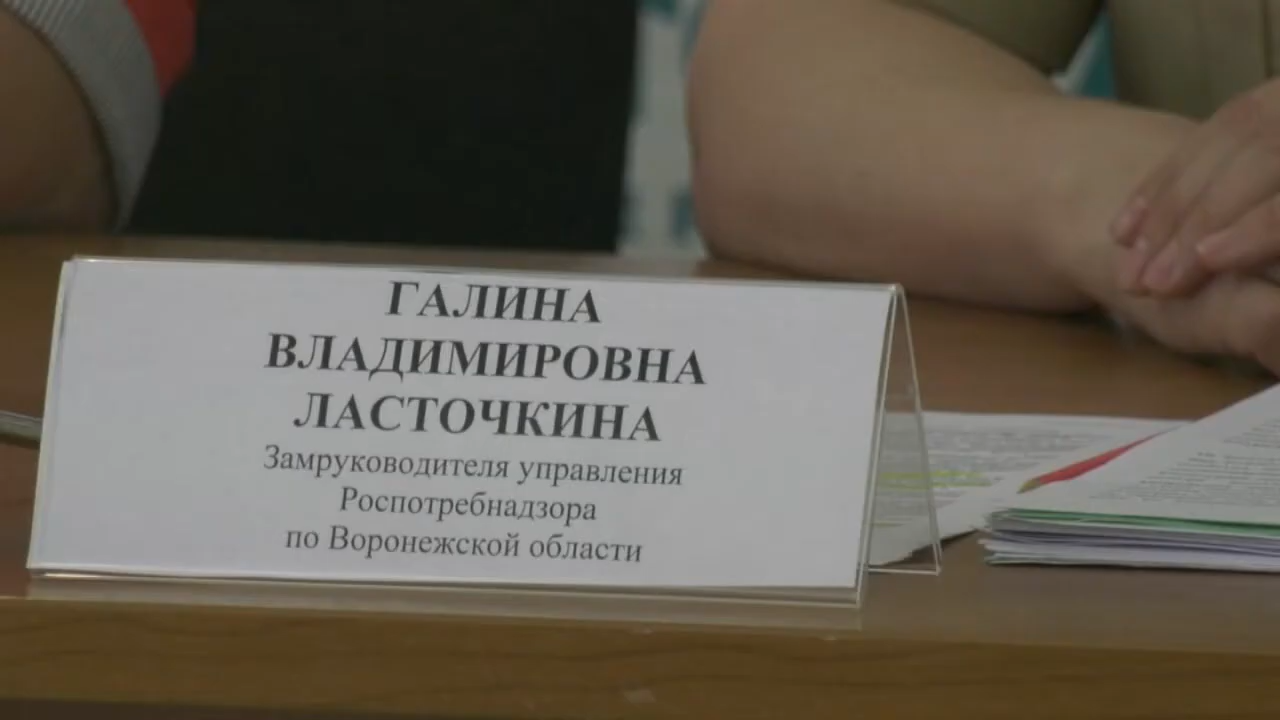 ГАЛИНА
ВЛАДИМИРОВНА
ЛАСТОЧКИНА
Замруководителя управления
Роспотребнадзора
по Воронежской области